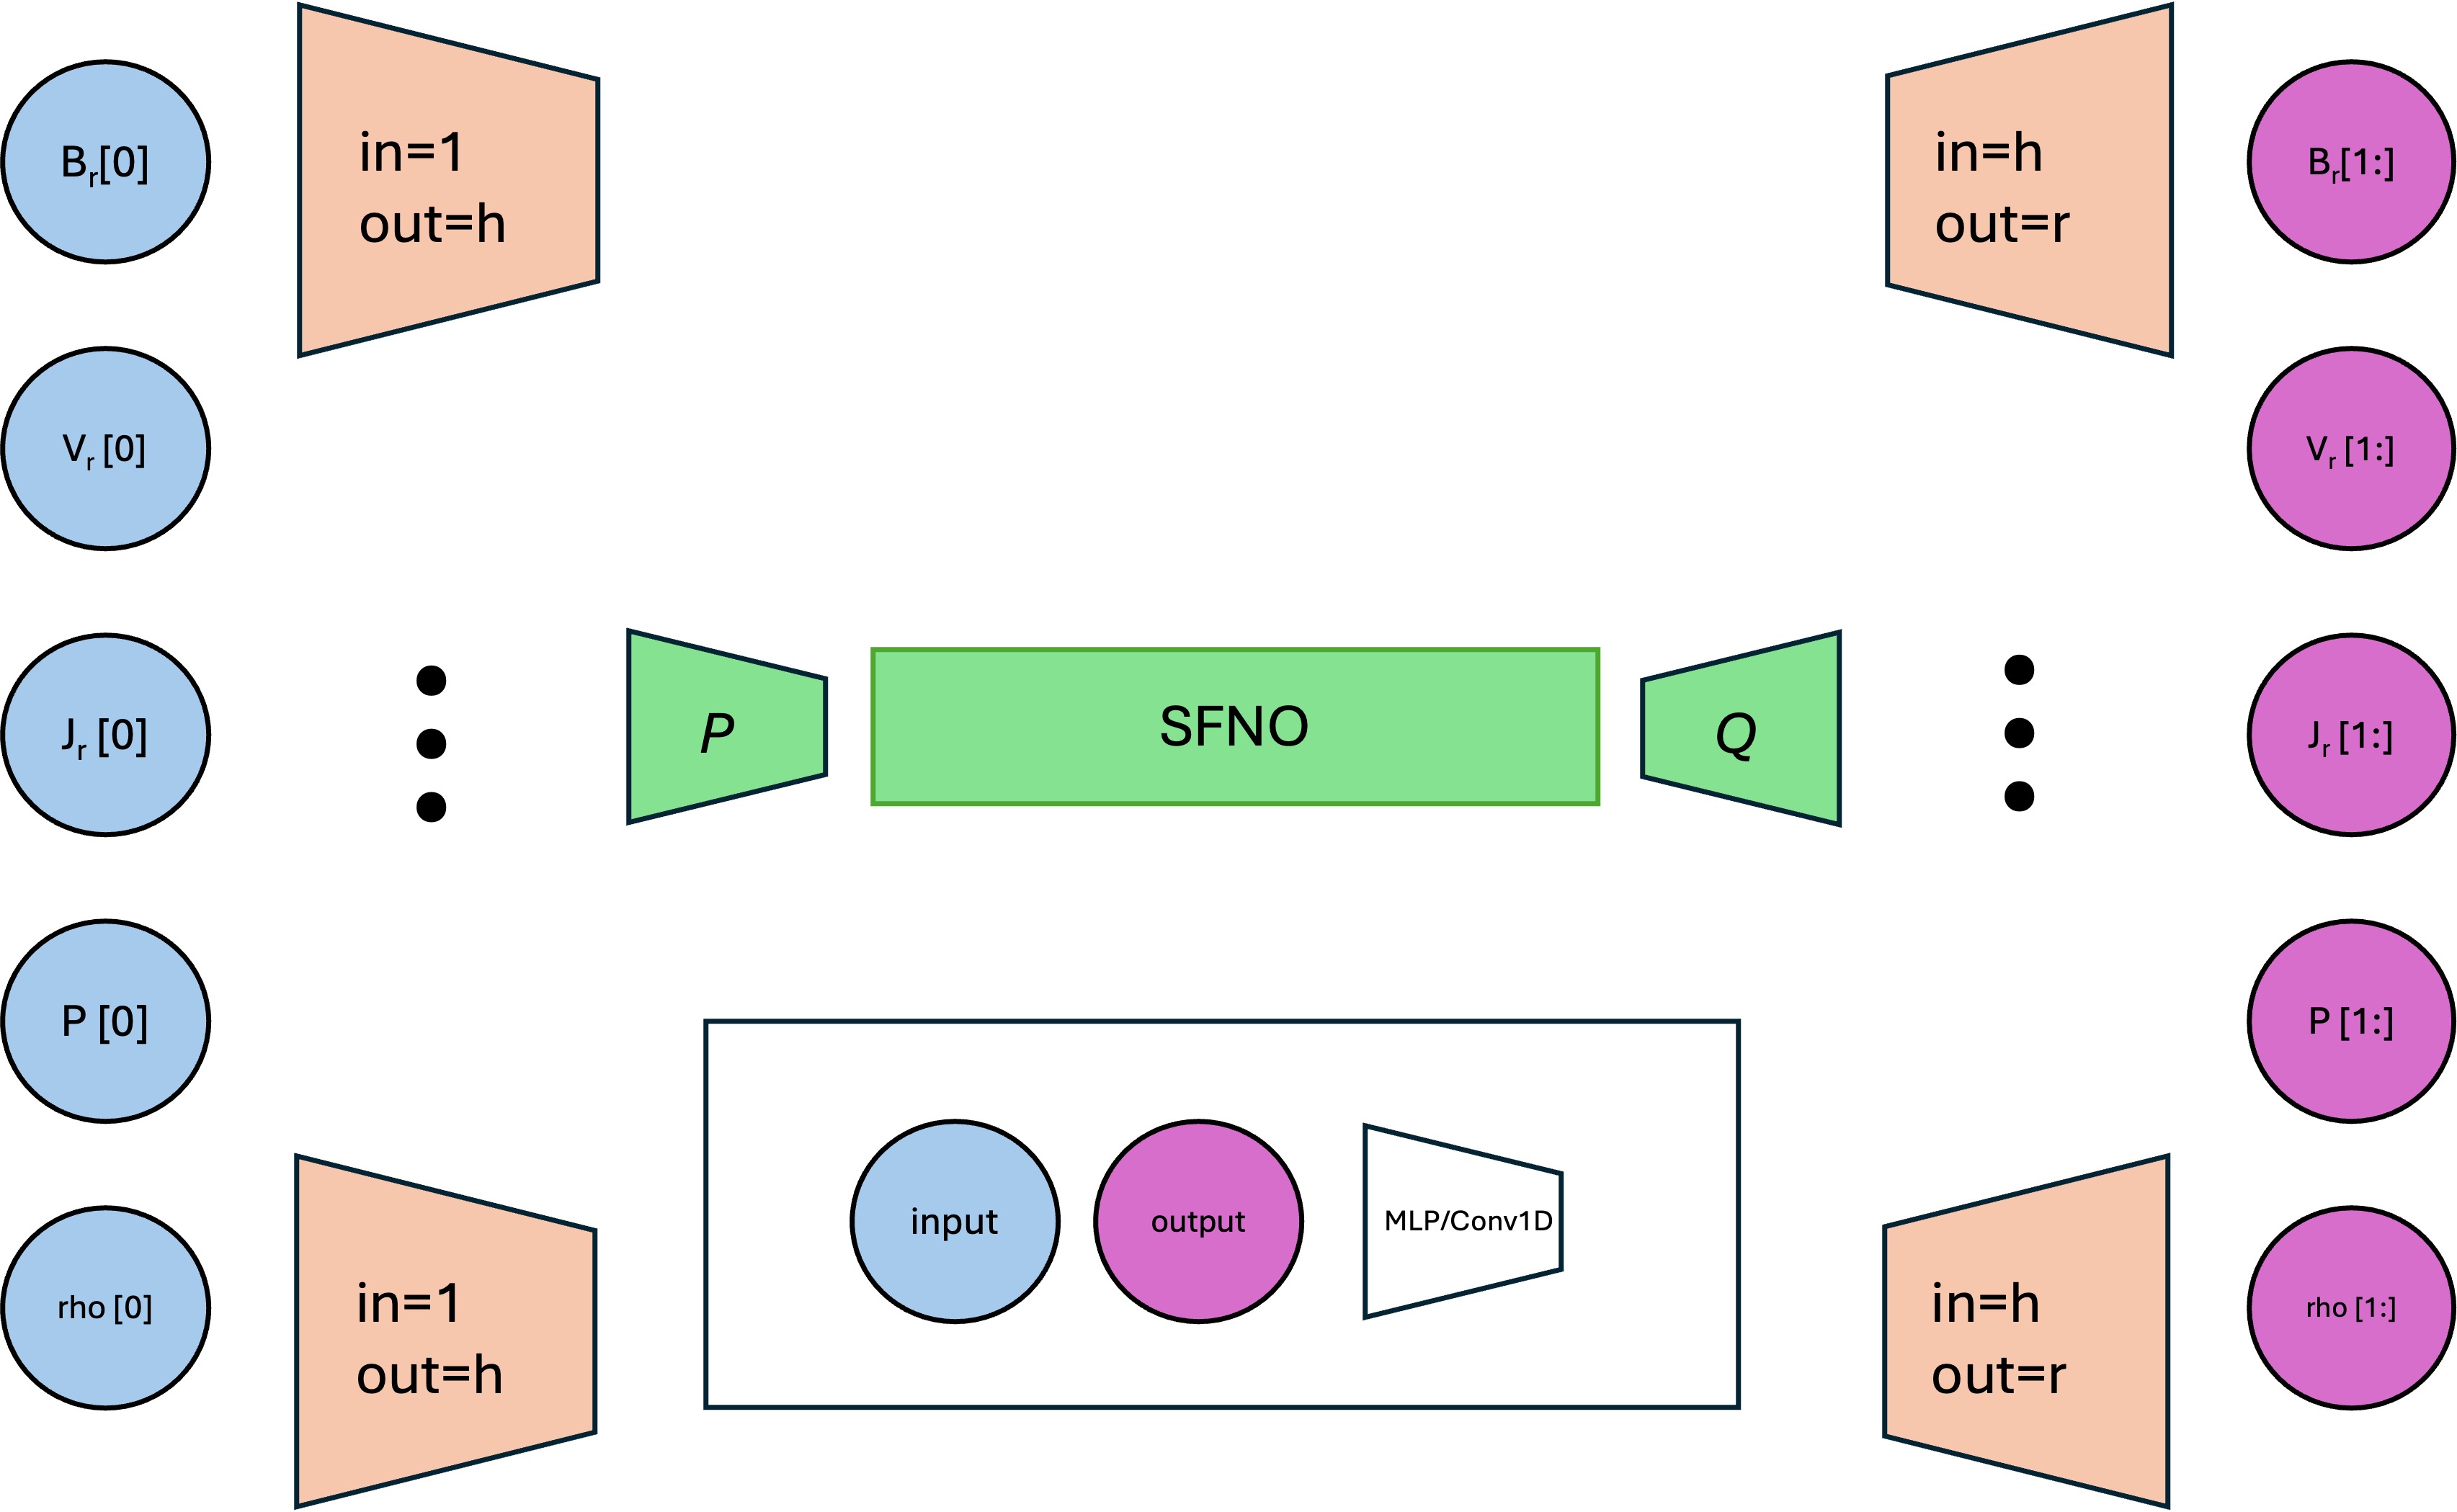 B_r[0]
in=1
out=h
in=h
out=r
B_r[1:]
V_r [0]
V_r [1:]
J_r [0]
P
SFNO
Q
J_r [1:]
P [0]
P [1:]
input
output
MLP/Conv1D
rho [0]
in=1
out=h
in=h
out=r
rho [1:]